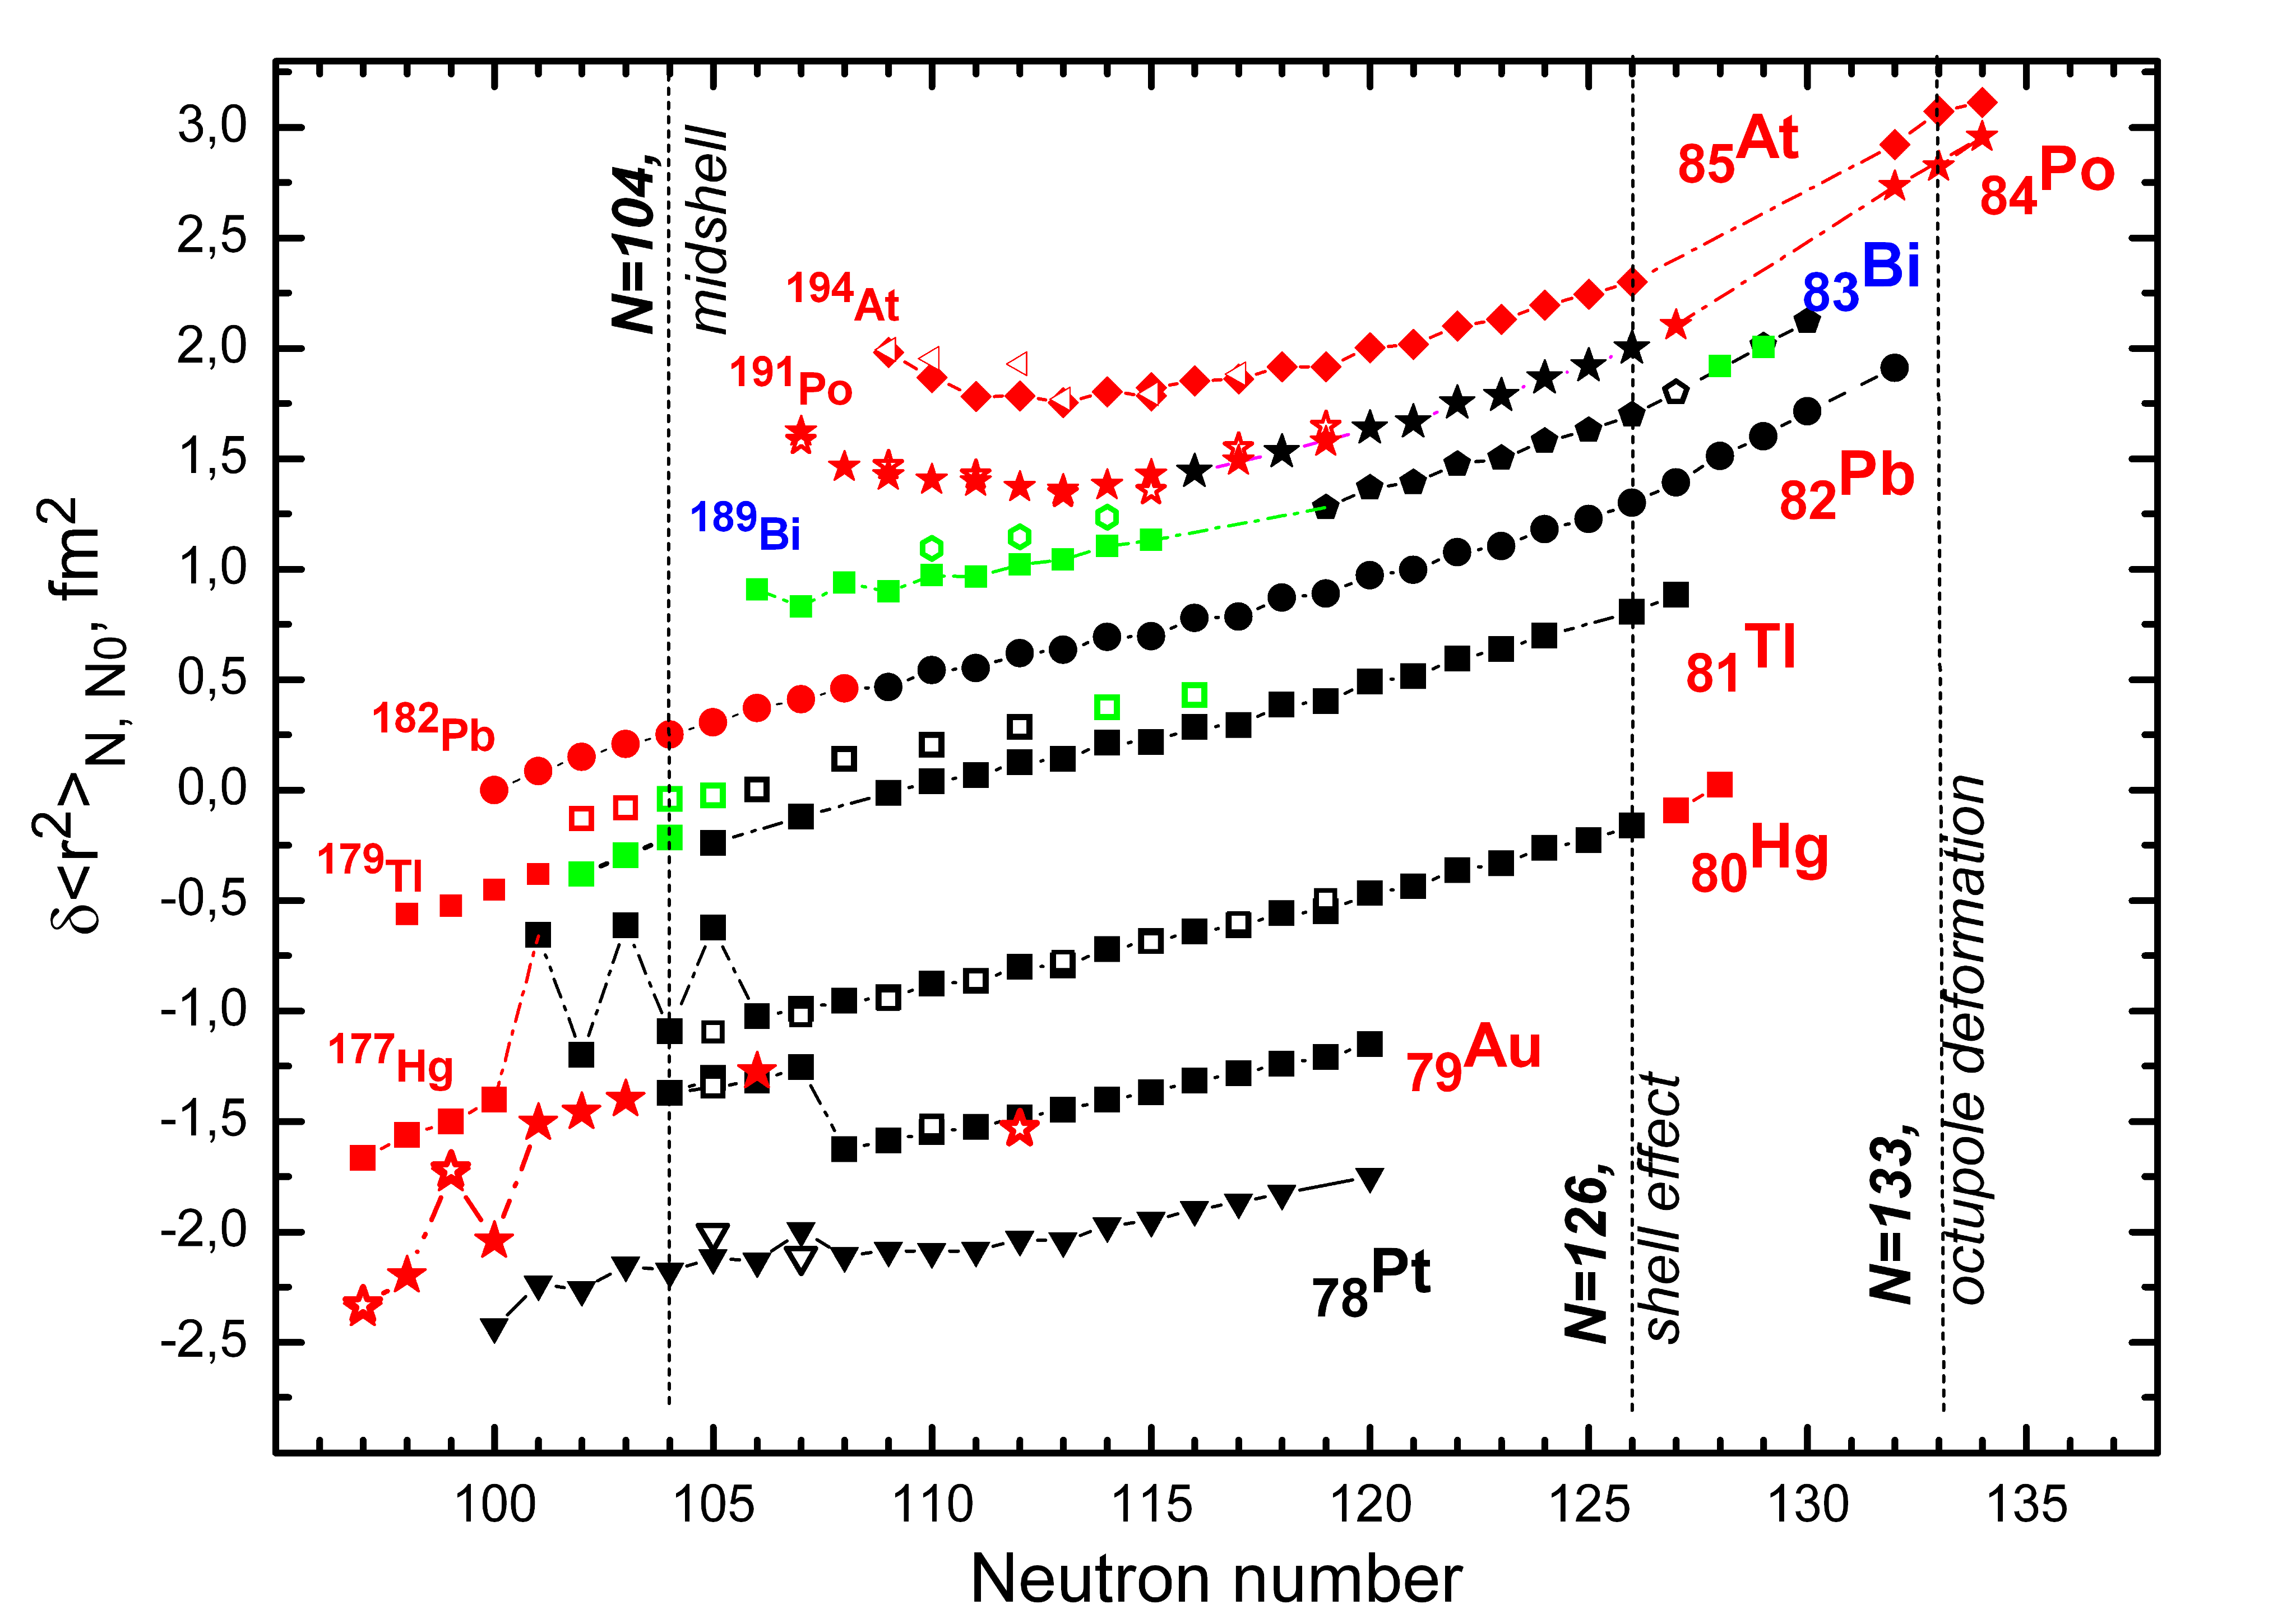 δ<r²>N, N0, fm²
3,0
2,5
2,0
1,5
1,0
0,5
0,0
-0,5
-1,0
-1,5
-2,0
-2,5
100
105
110
115
120
125
130
135
Neutron number
N=104,
midshell
N=126,
shell effect
N=133,
octupole deformation
194At
191Po
189Bi
182Pb
179Tl
177Hg
85At
84Po
83Bi
82Pb
81Tl
80Hg
79Au
78Pt